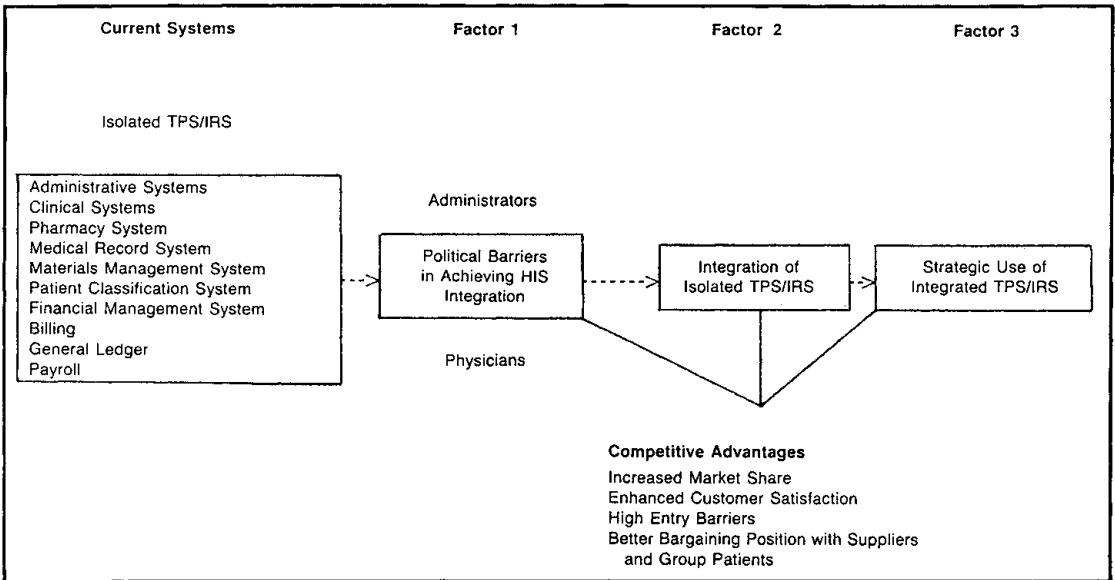 Current Systems
Factor 1
Factor 2
Factor 3
Isolated TPS/IRS
Administrative Systems
Clinical Systems
Pharmacy System
Medical Record System
Materials Management System
Patient Classification System
Financial Management System
Billing
General Ledger
Payroll
Administrators
Political Barriers
in Achieving HIS
Integration
Physicians
Integration of
Isolated TPS/IRS
Strategic Use of
Integrated TPS/IRS
Competitive Advantages
Increased Market Share
Enhanced Customer Satisfaction
High Entry Barriers
Better Bargaining Position with Suppliers
and Group Patients